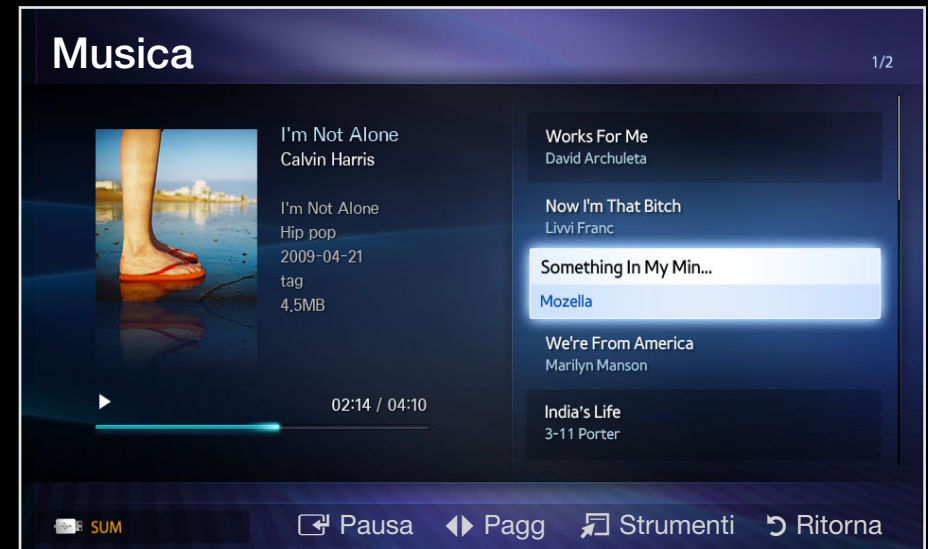 Musica
1/2
I'm Not Alone
Calvin Harris
I'm Not Alone
Hip pop
2009-04-21
tag
4.5MB
02:14 / 04:10
Works For Me
David Archuleta
Now I'm That Bitch
Livvi Franc
Something In My Min...
Mozella
We're From America
Marilyn Manson
India's Life
3-11 Porter
SUM
Pausa Pagg Strumenti Ritorna